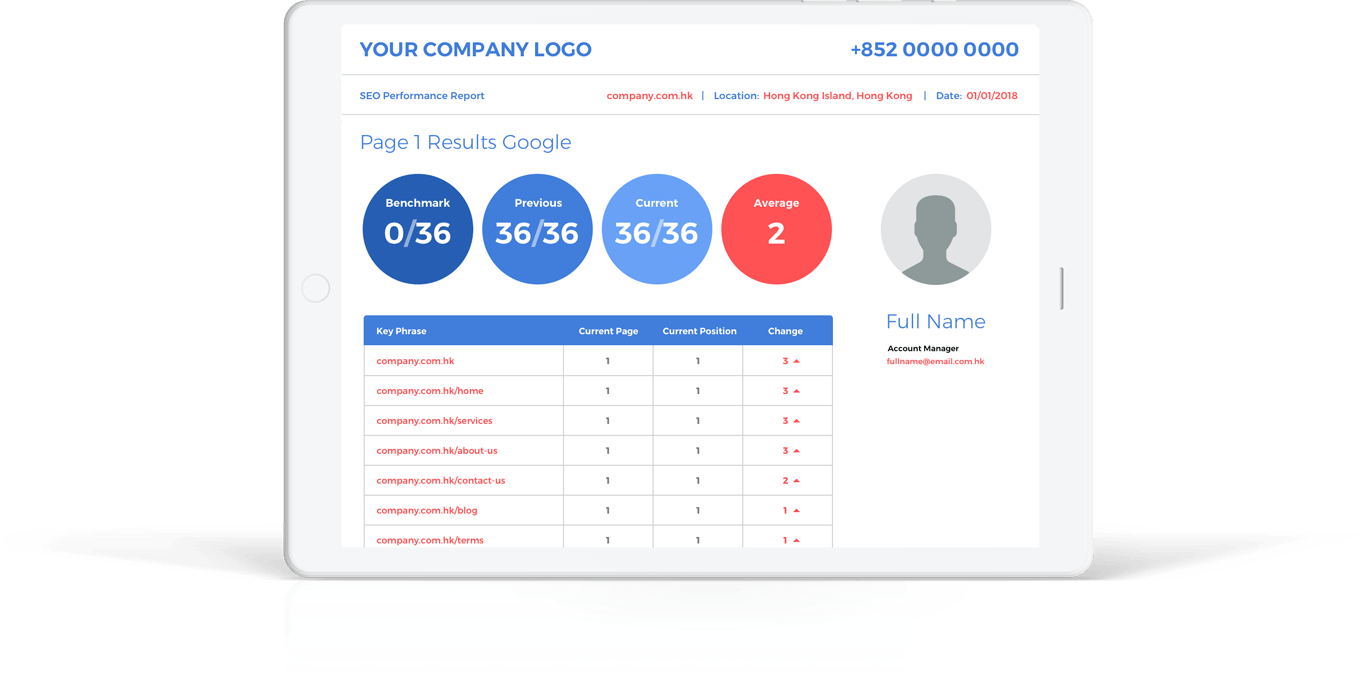 YOUR COMPANY LOGO +852 0000 0000
SEO Performance Report company.com.hk | Location: Hong Kong Island, Hong Kong | Date: 01/01/2018
Page 1 Results Google
Benchmark Previous Current Average
0/36 36/36 36/36 2
Full Name
Account Manager
fullname@email.com.hk
Key Phrase Current Page Current Position Change
company.com.hk 1 1 3
company.com.hk/home 1 1 3
company.com.hk/services 1 1 3
company.com.hk/about-us 1 1 3
company.com.hk/contact-us 1 1 2
company.com.hk/blog 1 1 1
company.com.hk/terms 1 1 1